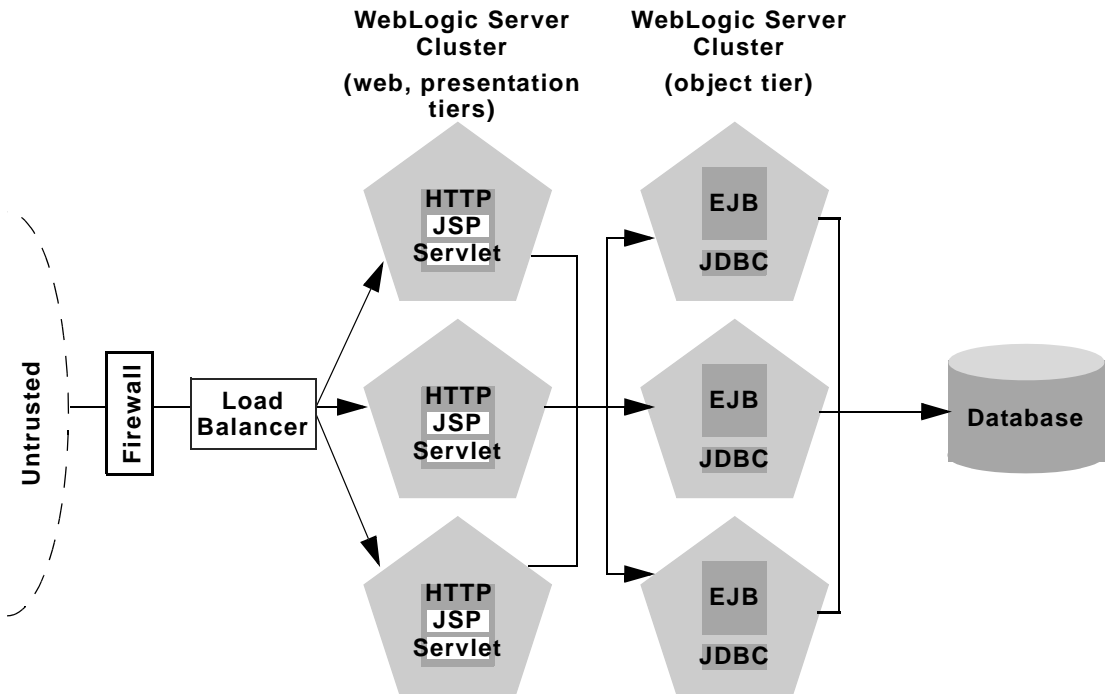 WebLogic Server
Cluster
(web, presentation
tiers)
WebLogic Server
Cluster
(object tier)
Untrusted
Firewall
Load
Balancer
HTTP
JSP
Servlet
HTTP
JSP
Servlet
HTTP
JSP
Servlet
EJB
JDBC
EJB
JDBC
EJB
JDBC
Database